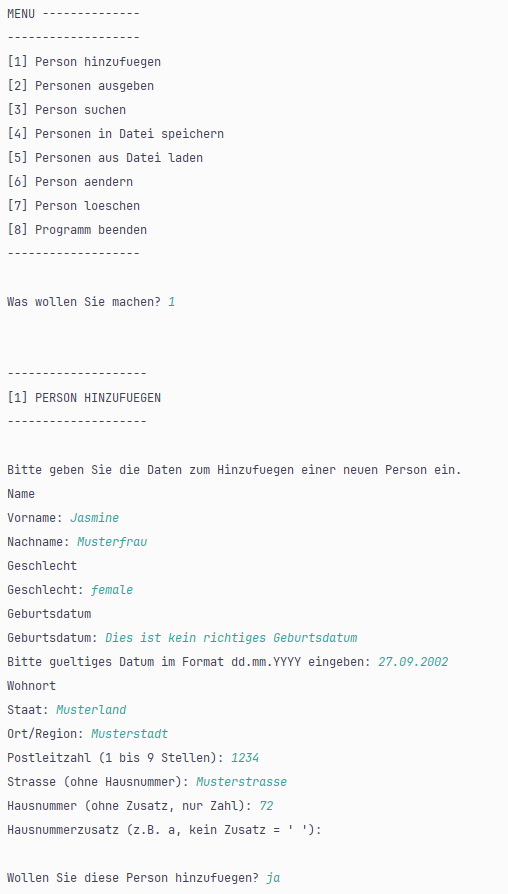 MENU --------------
-------------------
[1] Person hinzufuegen
[2] Personen ausgeben
[3] Person suchen
[4] Personen in Datei speichern
[5] Personen aus Datei laden
[6] Person aendern
[7] Person loeschen
[8] Programm beenden
-------------------
Was wollen Sie machen? 1
--------------------
[1] PERSON HINZUFUEGEN
--------------------
Bitte geben Sie die Daten zum Hinzufuegen einer neuen Person ein.
Name
Vorname: Jasmine
Nachname: Musterfrau
Geschlecht
Geschlecht: female
Geburtsdatum
Geburtsdatum: Dies ist kein richtiges Geburtsdatum
Bitte gueltiges Datum im Format dd.mm.YYYY eingeben: 27.09.2002
Wohnort
Staat: Musterland
Ort/Region: Musterstadt
Postleitzahl (1 bis 9 Stellen): 1234
Strasse (ohne Hausnummer): Musterstrasse
Hausnummer (ohne Zusatz, nur Zahl): 72
Hausnummerzusatz (z.B. a, kein Zusatz = ' '):
Wollen Sie diese Person hinzufuegen? ja